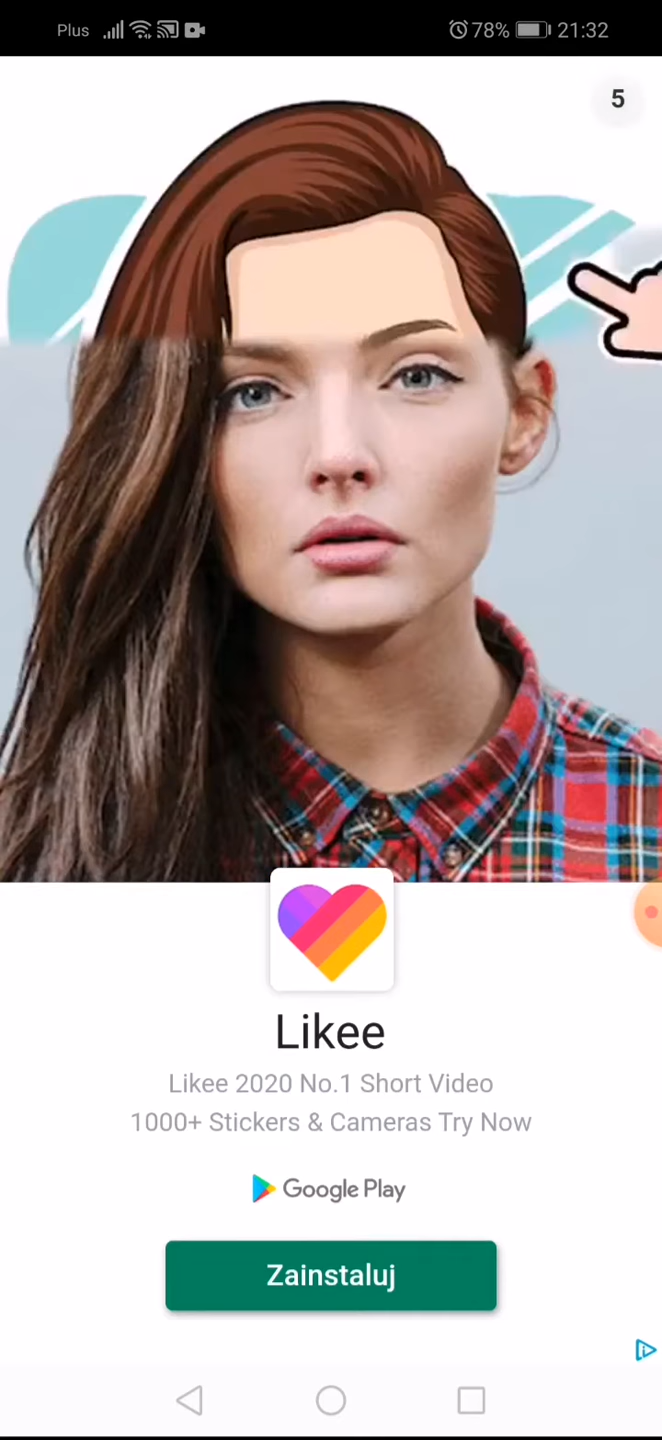 Plus
78%
21:32
5
Likee
Likee 2020 No.1 Short Video
1000+ Stickers & Cameras Try Now
Google Play
Zainstaluj